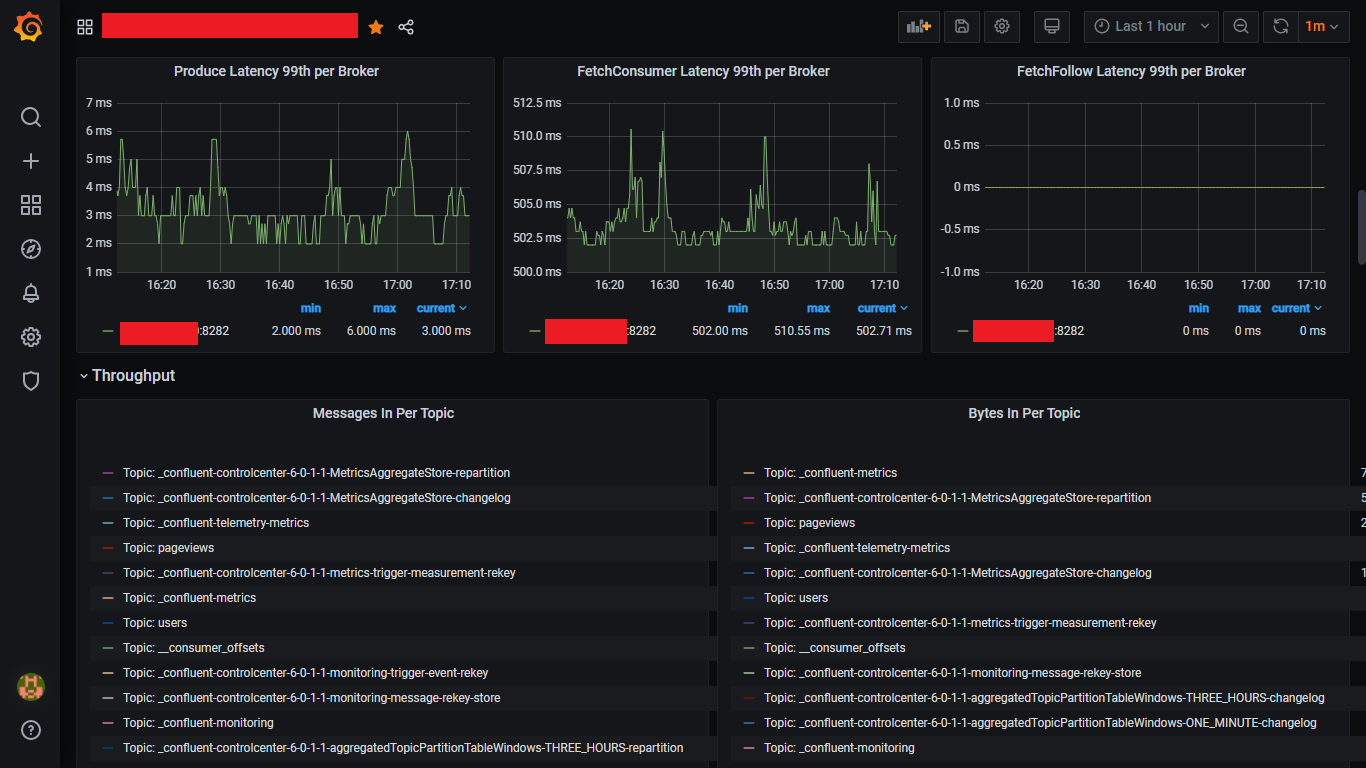 Last 1 hour
1m
Produce Latency 99th per Broker
7 ms
6 ms
5 ms
4 ms
3 ms
2 ms
1 ms
16:20 16:30 16:40 16:50 17:00 17:10
min max current
:8282 2.000 ms 6.000 ms 3.000 ms
FetchConsumer Latency 99th per Broker
512.5 ms
510.0 ms
507.5 ms
505.0 ms
502.5 ms
500.0 ms
16:20 16:30 16:40 16:50 17:00 17:10
min max current
:8282 502.00 ms 510.55 ms 502.71 ms
FetchFollow Latency 99th per Broker
1.0 ms
0.5 ms
0 ms
-0.5 ms
-1.0 ms
16:20 16:30 16:40 16:50 17:00 17:10
min max current
:8282 0 ms 0 ms 0 ms
Throughput
Messages In Per Topic
Topic: _confluent-controlcenter-6-0-1-1-MetricsAggregateStore-repartition
Topic: _confluent-controlcenter-6-0-1-1-MetricsAggregateStore-changelog
Topic: _confluent-telemetry-metrics
Topic: pageviews
Topic: _confluent-controlcenter-6-0-1-1-metrics-trigger-measurement-rekey
Topic: _confluent-metrics
Topic: users
Topic: __consumer_offsets
Topic: _confluent-controlcenter-6-0-1-1-monitoring-trigger-event-rekey
Topic: _confluent-controlcenter-6-0-1-1-monitoring-message-rekey-store
Topic: _confluent-monitoring
Topic: _confluent-controlcenter-6-0-1-1-aggregatedTopicPartitionTableWindows-THREE_HOURS-repartition
Bytes In Per Topic
Topic: _confluent-metrics
Topic: _confluent-controlcenter-6-0-1-1-MetricsAggregateStore-repartition
Topic: pageviews
Topic: _confluent-telemetry-metrics
Topic: _confluent-controlcenter-6-0-1-1-MetricsAggregateStore-changelog
Topic: users
Topic: _confluent-controlcenter-6-0-1-1-metrics-trigger-measurement-rekey
Topic: __consumer_offsets
Topic: _confluent-controlcenter-6-0-1-1-monitoring-message-rekey-store
Topic: _confluent-controlcenter-6-0-1-1-aggregatedTopicPartitionTableWindows-THREE_HOURS-changelog
Topic: _confluent-controlcenter-6-0-1-1-aggregatedTopicPartitionTableWindows-ONE_MINUTE-changelog
Topic: _confluent-monitoring